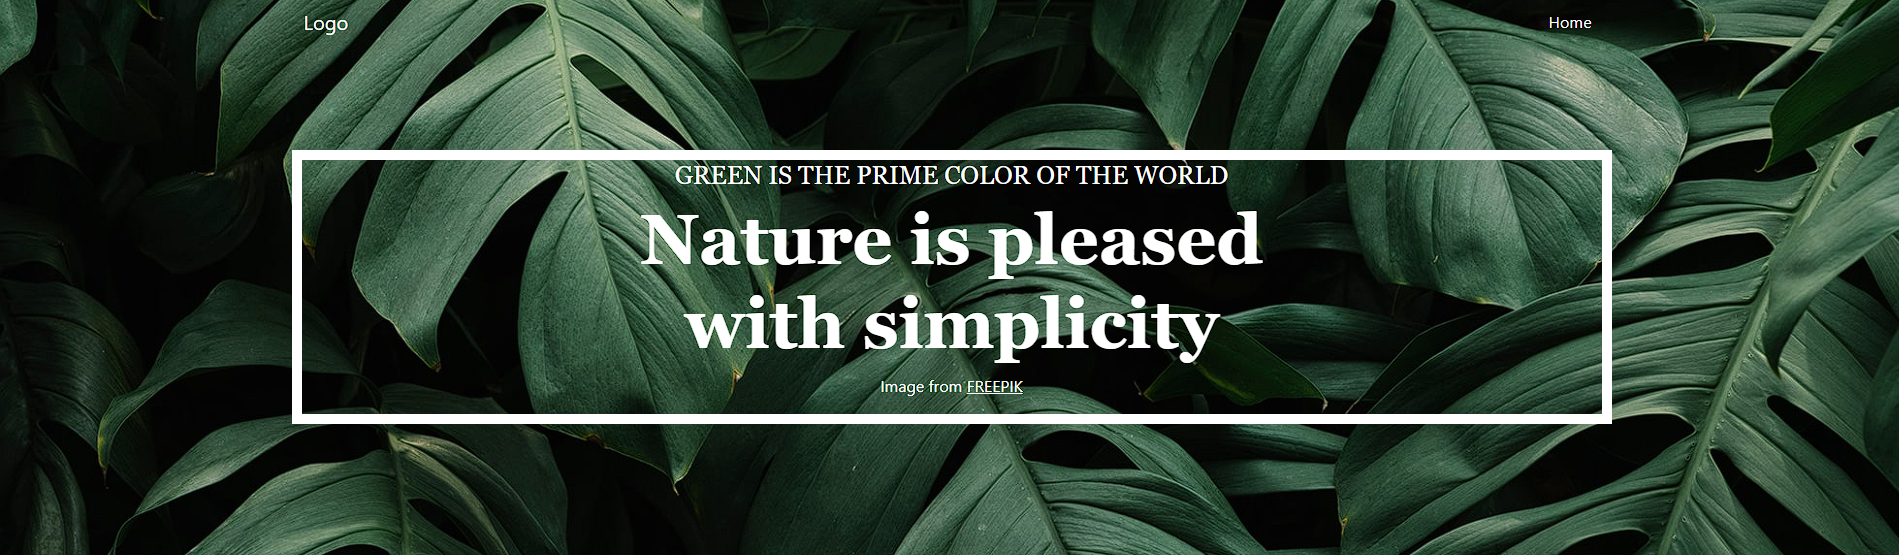 Logo
Home
GREEN IS THE PRIME COLOR OF THE WORLD
Nature is pleased
with simplicity
Image from FREEPIK